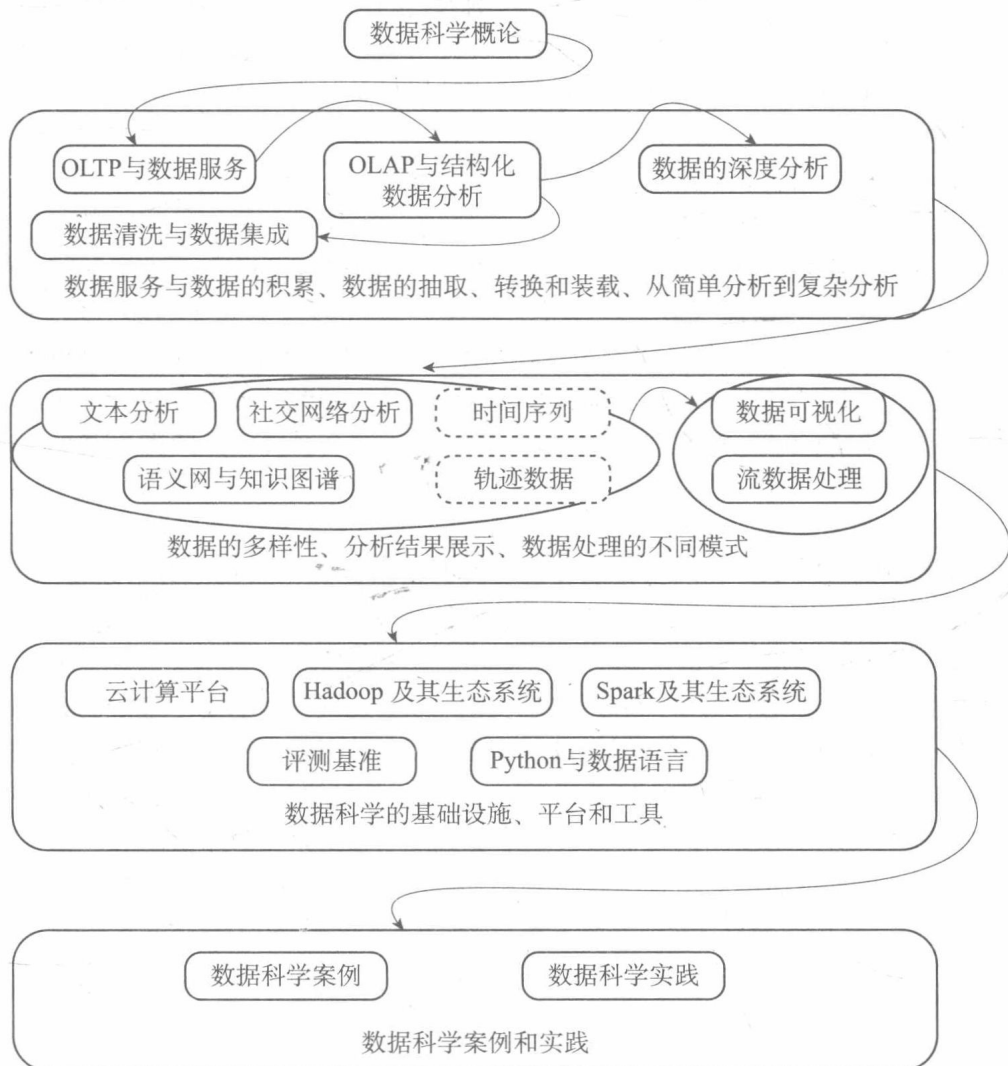 数据科学概论
OLTP与数据服务
OLAP与结构化
数据分析
数据的深度分析
数据清洗与数据集成
数据服务与数据的积累、数据的抽取、转换和装载、从简单分析到复杂分析
文本分析
社交网络分析
时间序列
数据可视化
语义网与知识图谱
轨迹数据
流数据处理
数据的多样性、分析结果展示、数据处理的不同模式
云计算平台
Hadoop 及其生态系统
Spark及其生态系统
评测基准
Python与数据语言
数据科学的基础设施、平台和工具
数据科学案例
数据科学实践
数据科学案例和实践